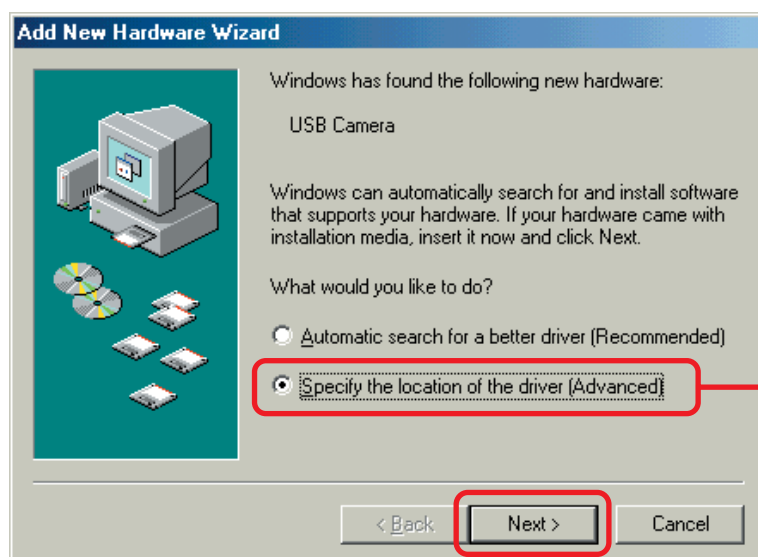 Add New Hardware Wizard
Windows has found the following new hardware:
USB Camera
Windows can automatically search for and install software
that supports your hardware. If your hardware came with
installation media, insert it now and click Next.
What would you like to do?
Automatic search for a better driver (Recommended)
Specify the location of the driver (Advanced)
< Back
Next >
Cancel